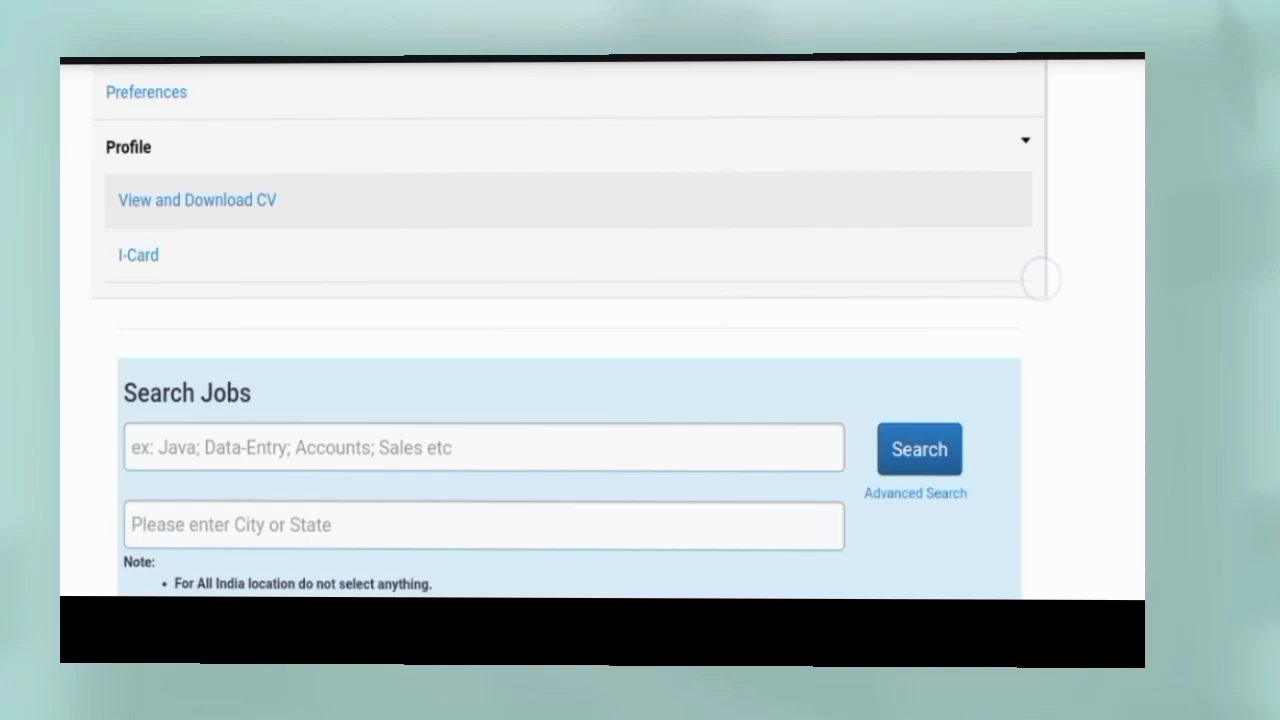 Preferences
Profile
View and Download CV
I-Card
Search Jobs
ex: Java; Data-Entry; Accounts; Sales etc
Search
Advanced Search
Please enter City or State
Note:
• For All India location do not select anything.